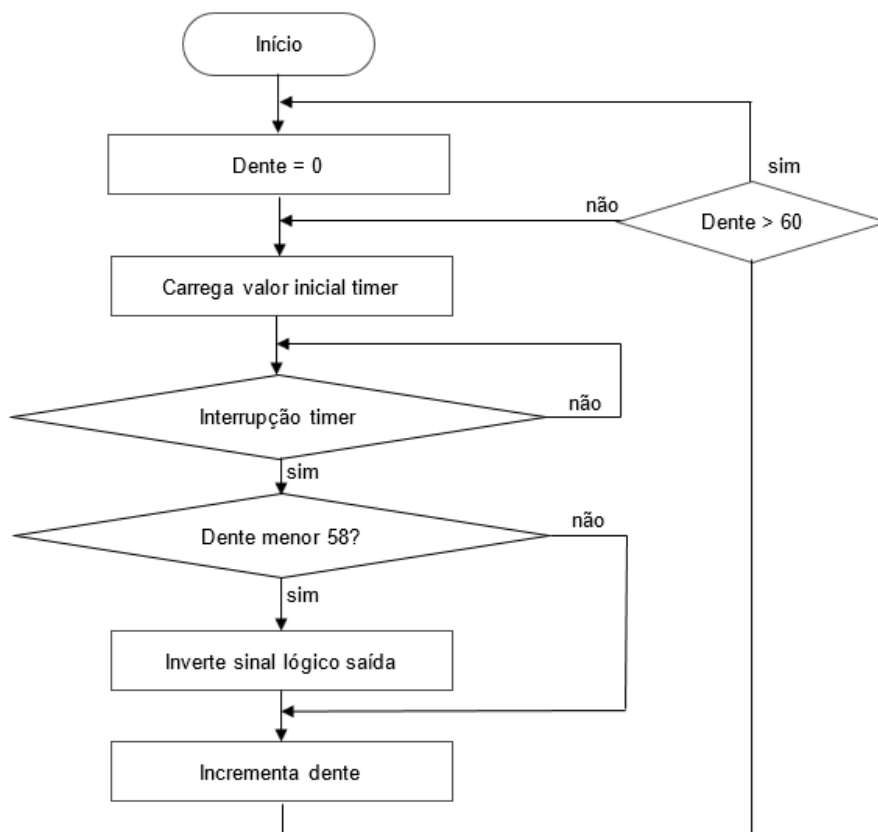 Início
Dente = 0
sim
não
Dente > 60
Carrega valor inicial timer
Interrupção timer
não
sim
Dente menor 58?
não
sim
Inverte sinal lógico saída
Incrementa dente